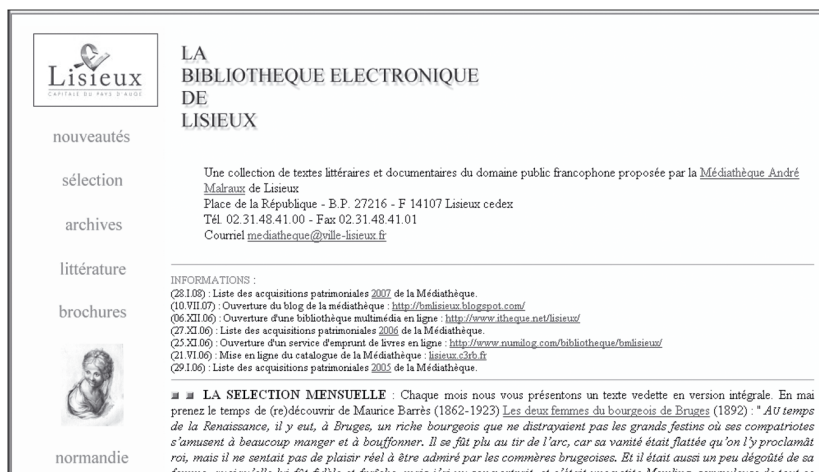 Lisieux
CAPITALE DU PAYS D'AUGE
nouveautés
sélection
archives
littérature
brochures
normandie
LA
BIBLIOTHEQUE ELECTRONIQUE
DE
LISIEUX
Une collection de textes littéraires et documentaires du domaine public francophone proposée par la Médiathèque André
Malraux de Lisieux
Place de la République - B.P. 27216 - F 14107 Lisieux cedex
Tél. 02.31.48.41.00 - Fax 02.31.48.41.01
Courriel mediatheque@ville-lisieux.fr
INFORMATIONS :
(28.I.08) : Liste des acquisitions patrimoniales 2007 de la Médiathèque.
(10.VII.07) : Ouverture du blog de la médiathèque : http://bmlisieux.blogspot.com/
(06.XII.06) : Ouverture d'une bibliothèque multimédia en ligne : http://www.itheque.net/lisieux/
(27.XI.06) : Liste des acquisitions patrimoniales 2006 de la Médiathèque.
(25.XI.06) : Ouverture d'un service d'emprunt de livres en ligne : http://www.numilog.com/bibliotheque/bmlisieux/
(21.VI.06) : Mise en ligne du catalogue de la Médiathèque : lisieux.c3rb.fr
(29.I.06) : Liste des acquisitions patrimoniales 2005 de la Médiathèque.
LA SELECTION MENSUELLE : Chaque mois nous vous présentons un texte vedette en version intégrale. En mai
prenez le temps de (re)découvrir de Maurice Barrès (1862-1923) Les deux femmes du bourgeois de Bruges (1892) : " AU temps
de la Renaissance, il y eut, à Bruges, un riche bourgeois que ne distrayaient pas les grands festins où ses compatriotes
s'amusent à beaucoup manger et à bouffonner. Il se fût plu au tir de l'arc, car sa vanité était flattée qu'on l'y proclamât
roi, mais il ne sentait pas de plaisir réel à être admiré par les commères brugeoises. Et il était aussi un peu dégoûté de sa